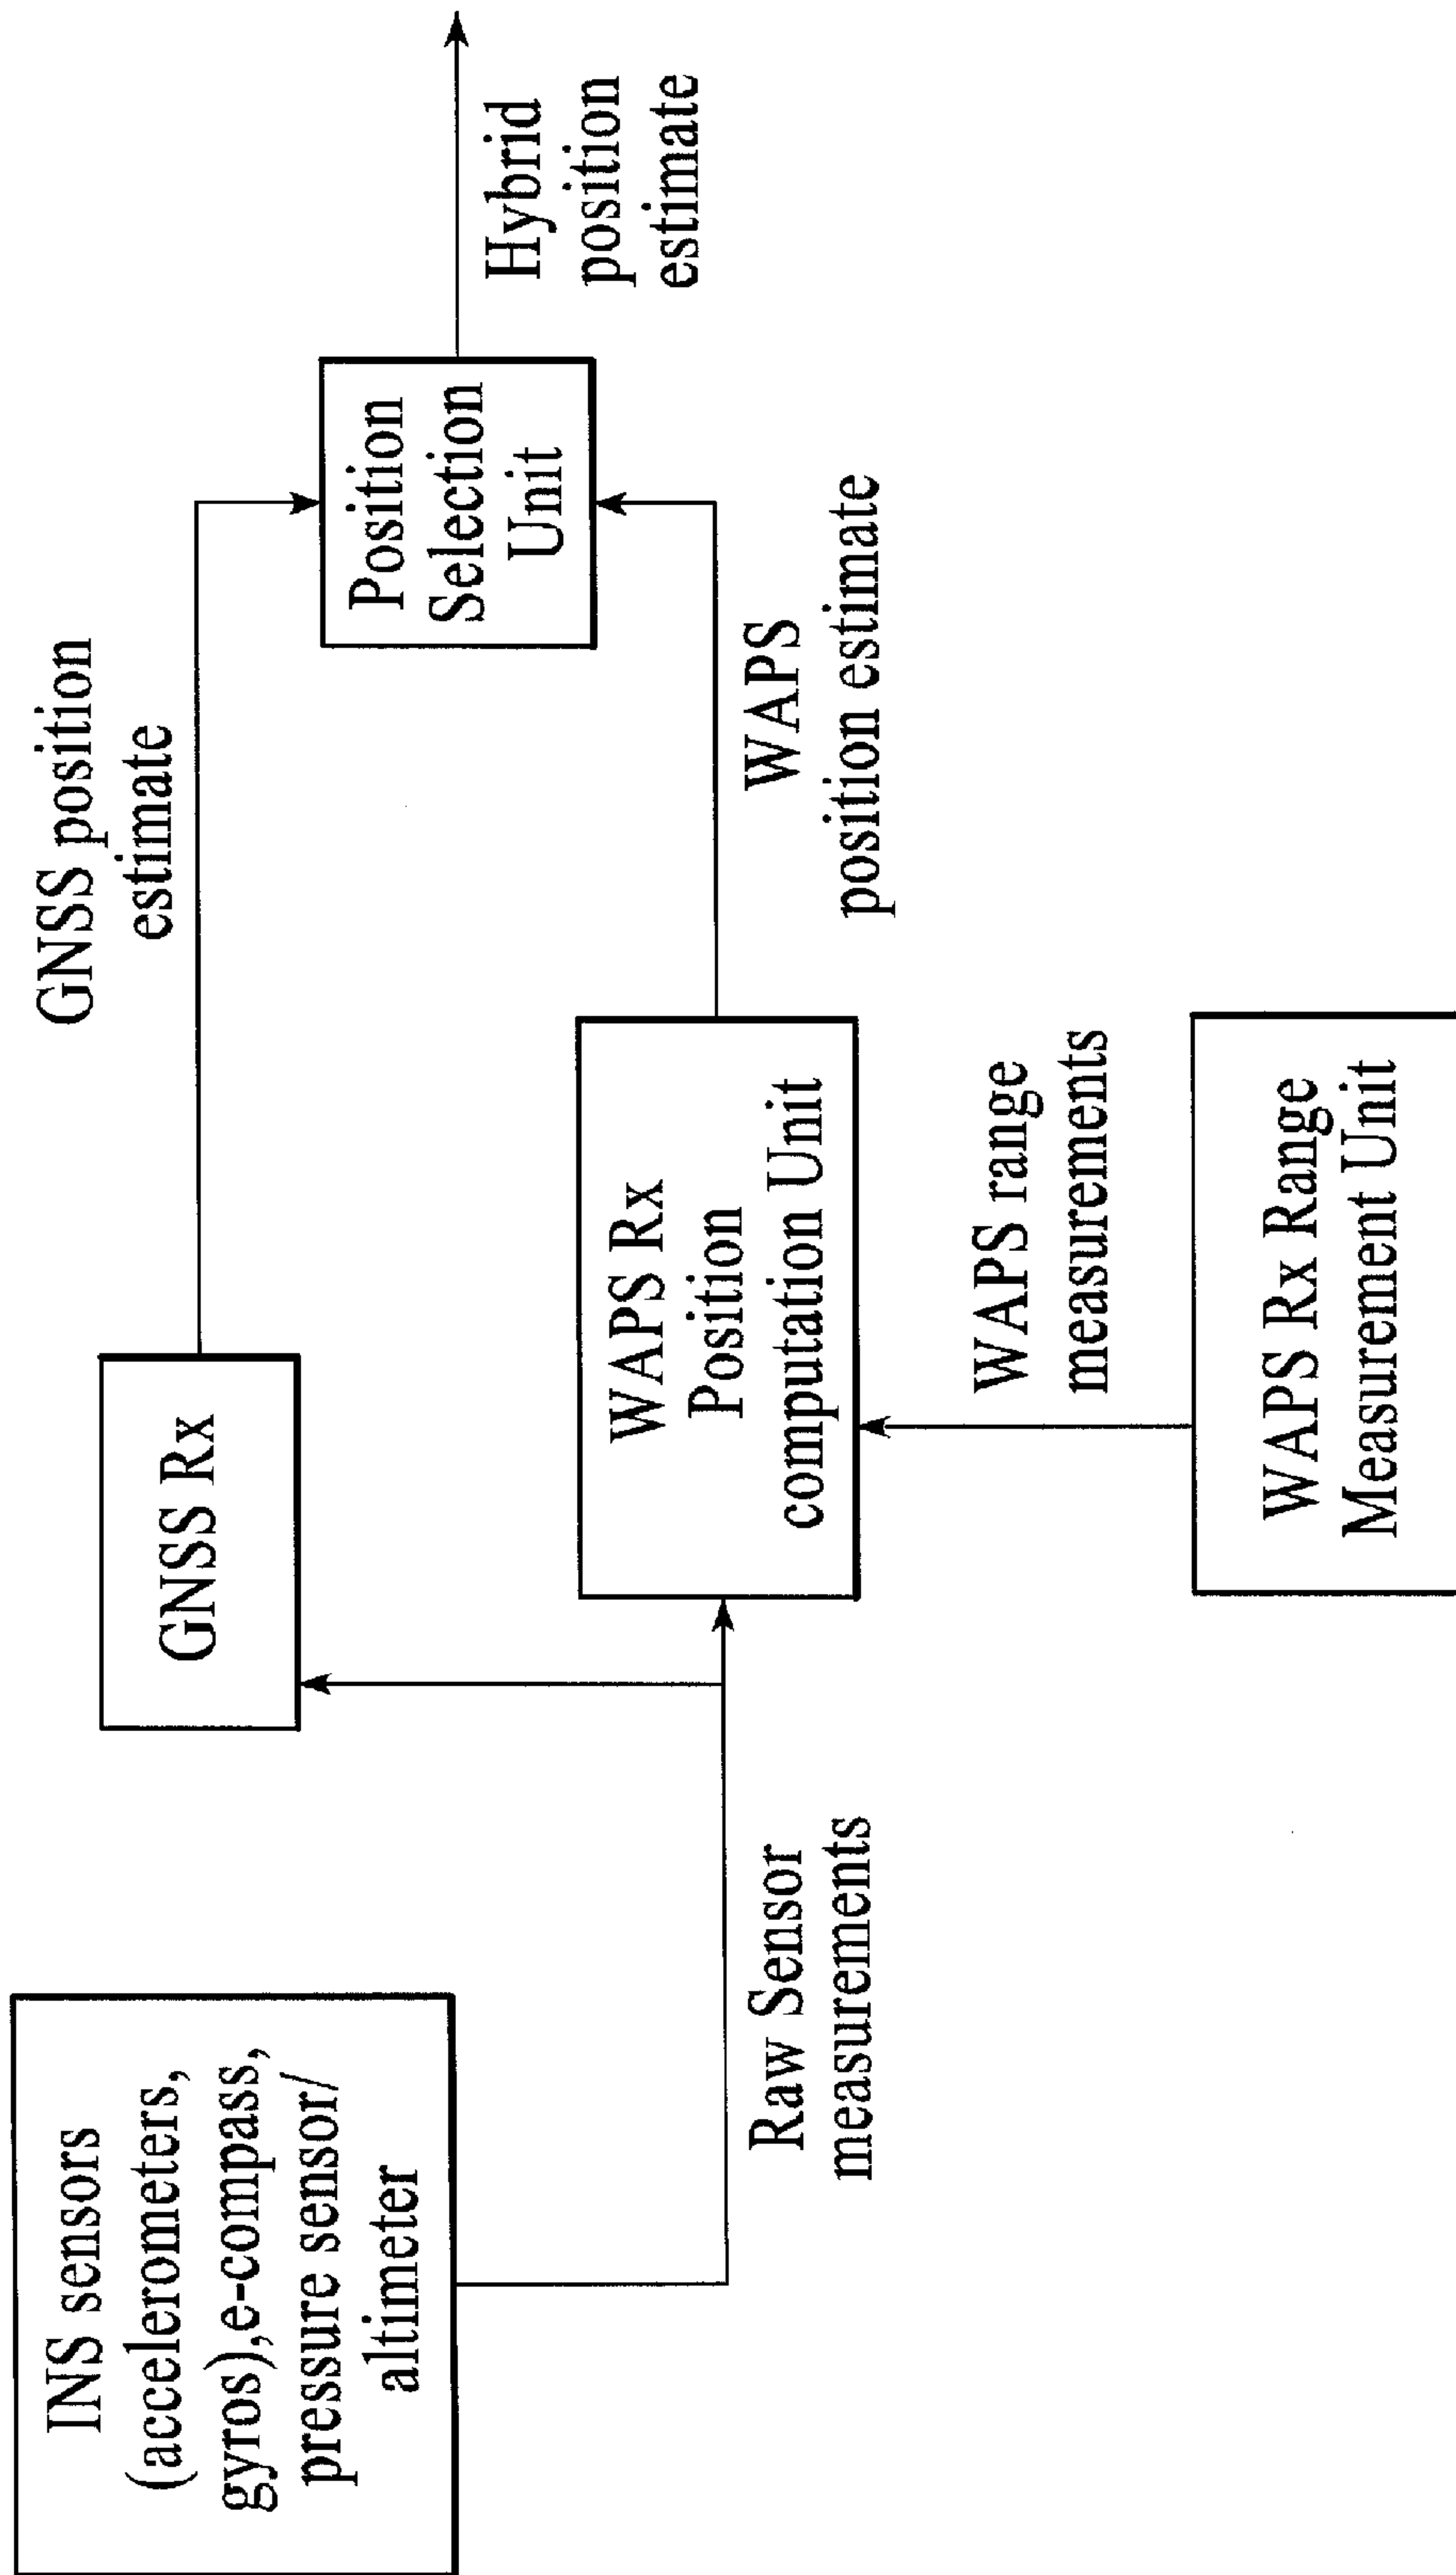 INS sensors
(accelerometers,
gyros),e-compass,
pressure sensor/
altimeter
Raw Sensor
measurements
GNSS Rx
GNSS position
estimate
WAPS Rx
Position
computation Unit
WAPS range
measurements
WAPS Rx Range
Measurement Unit
WAPS
position estimate
Position
Selection
Unit
Hybrid
position
estimate